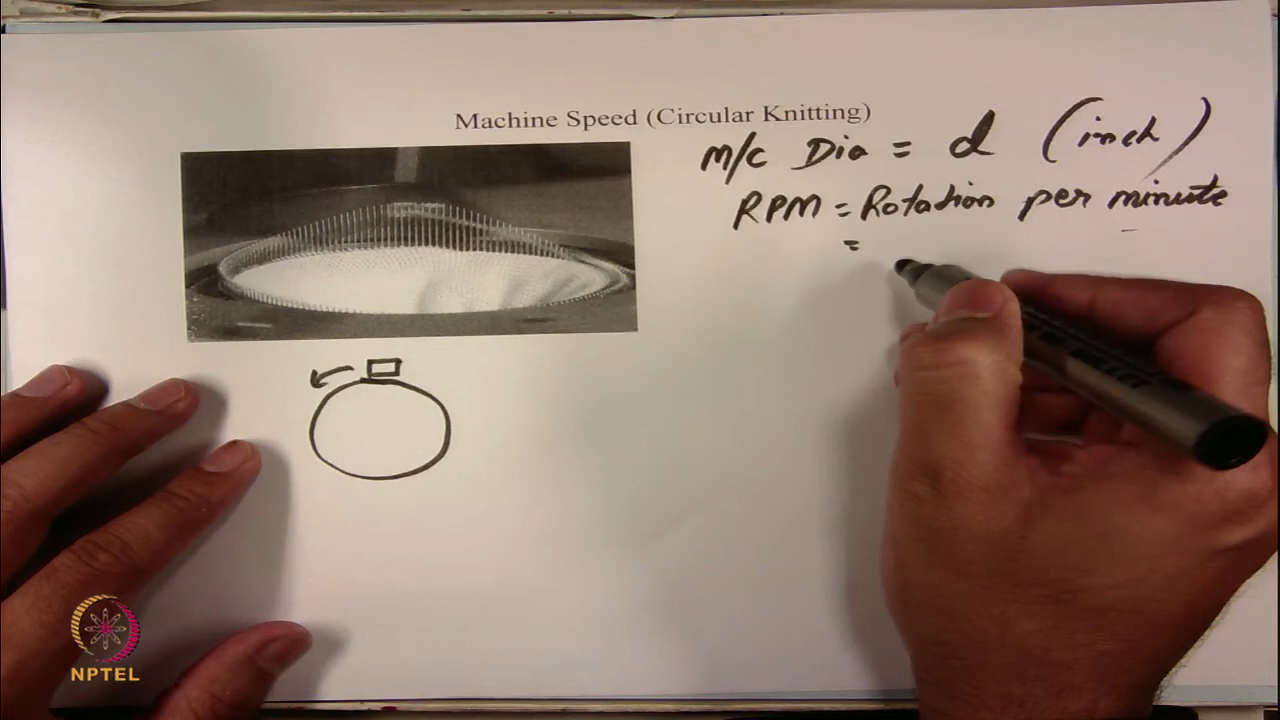 Machine Speed (Circular Knitting)
M/C Dia = d (inch)
RPM = Rotation per minute
=
NPTEL